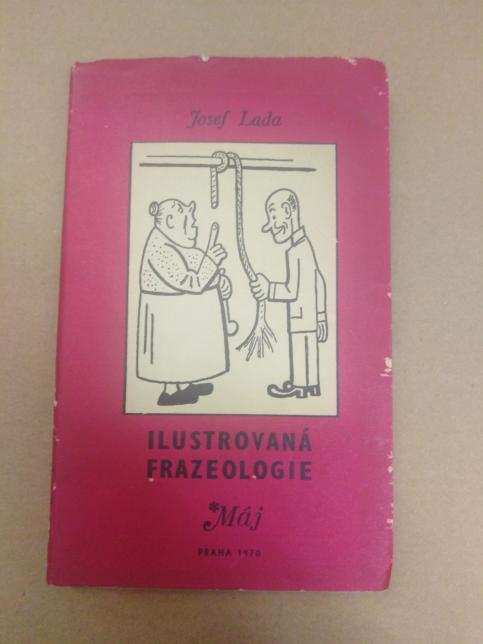 Josef Lada
ILUSTROVANÁ
FRAZEOLOGIE
*Máj
PRAHA 1970